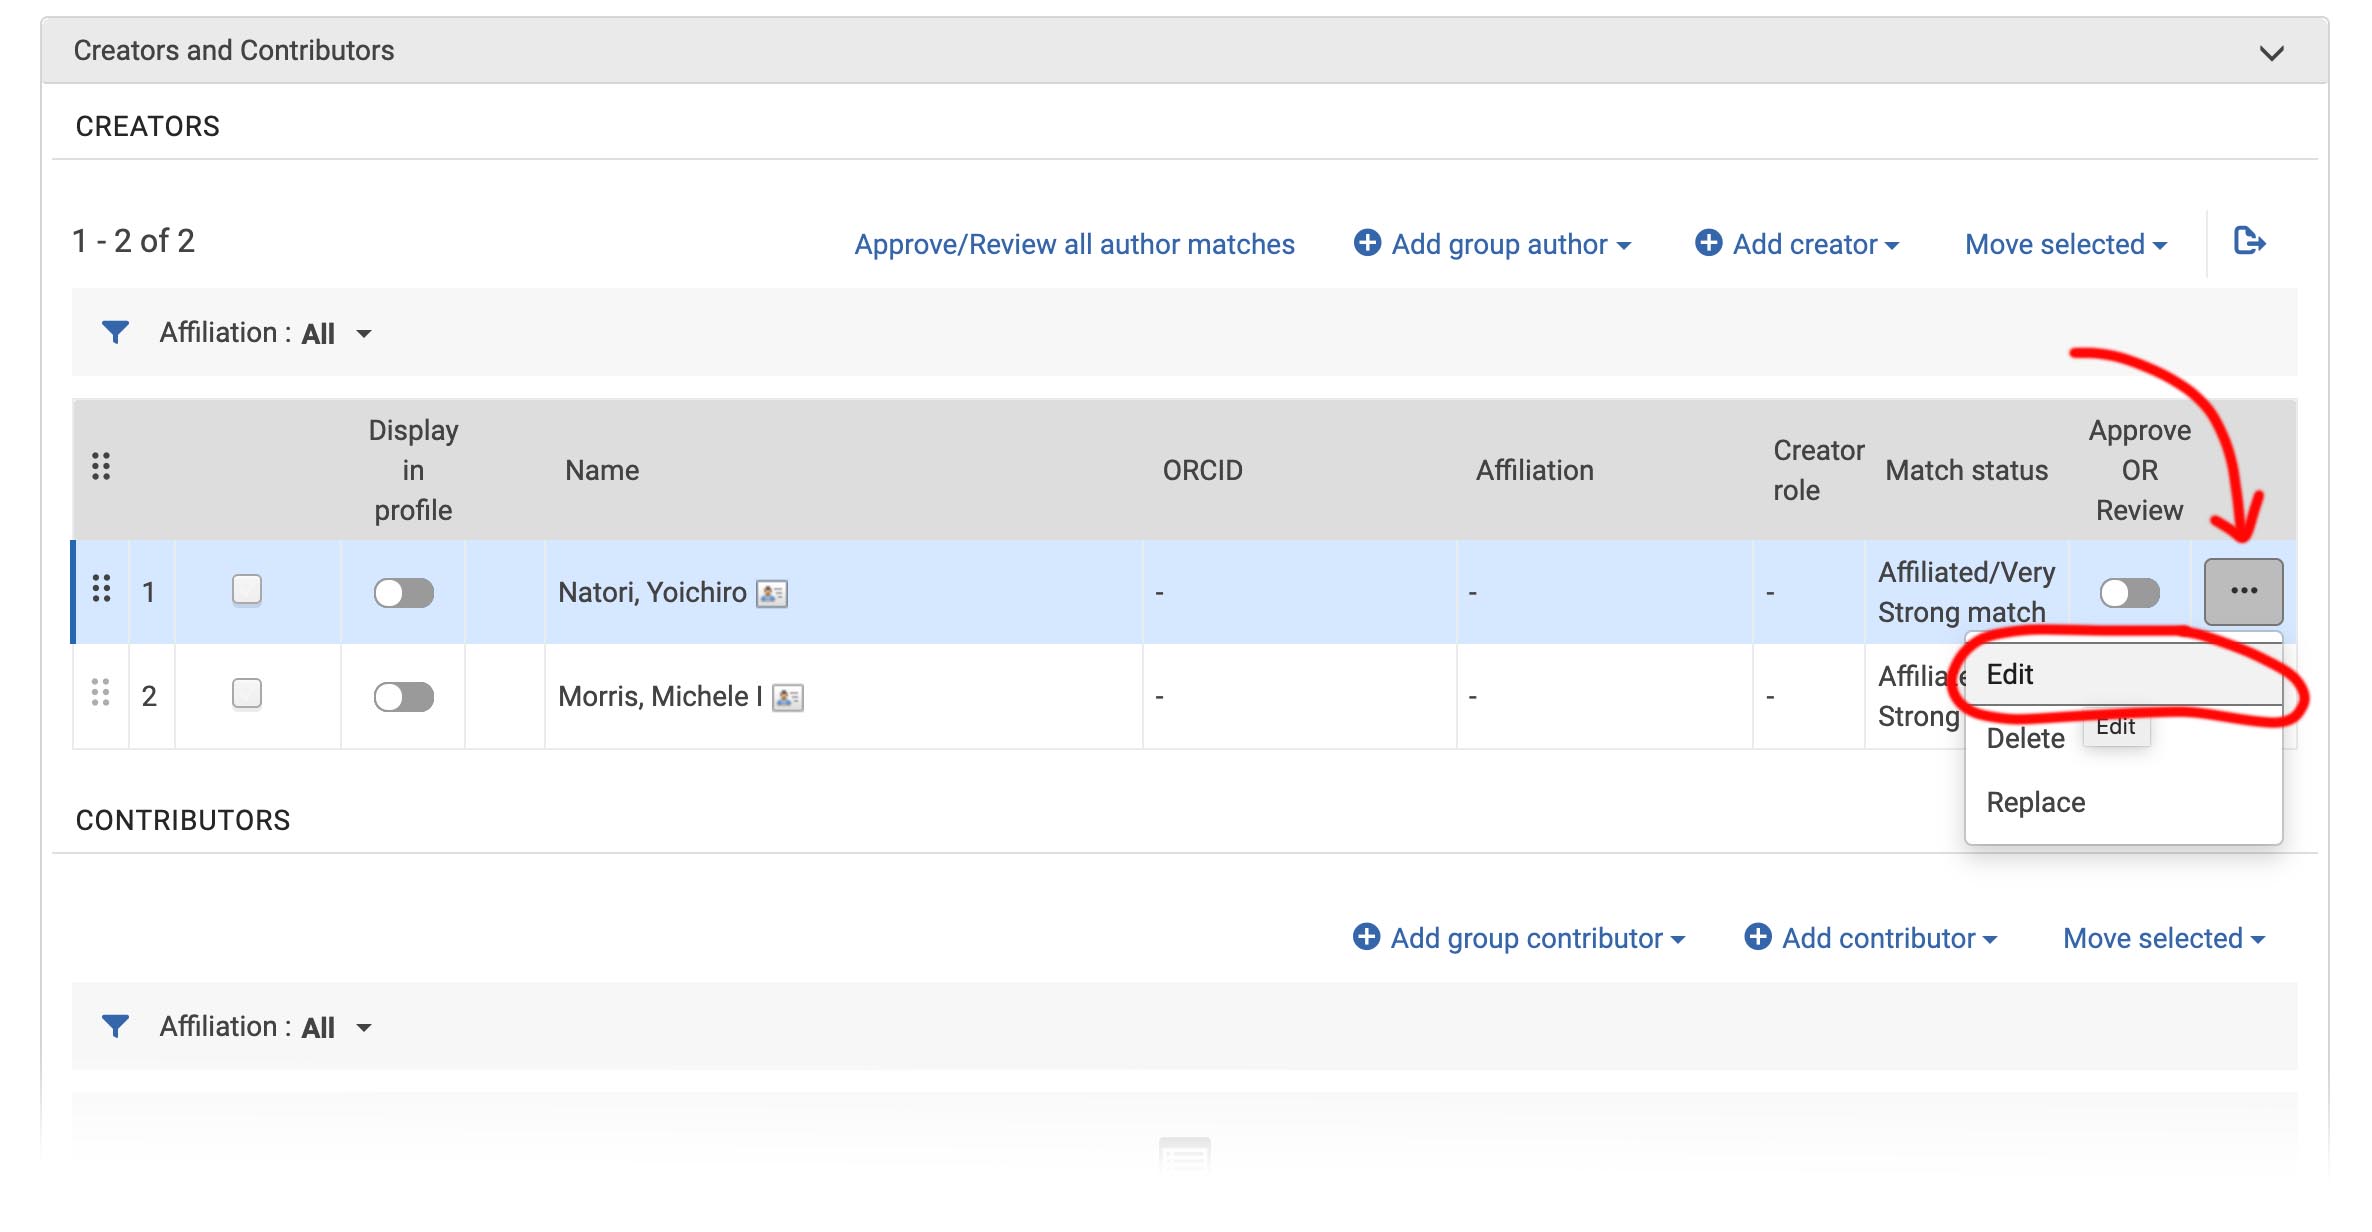 Creators and Contributors
CREATORS
1 - 2 of 2
Approve/Review all author matches
Add group author
Add creator
Move selected
Affiliation : All
Display in profile
Name
ORCID
Affiliation
Creator role
Match status
Approve OR Review
1
Natori, Yoichiro
-
-
-
Affiliated/Very Strong match
...
2
Morris, Michele I
-
-
-
Strong
Edit
Edit
Delete
Replace
CONTRIBUTORS
Add group contributor
Add contributor
Move selected
Affiliation : All